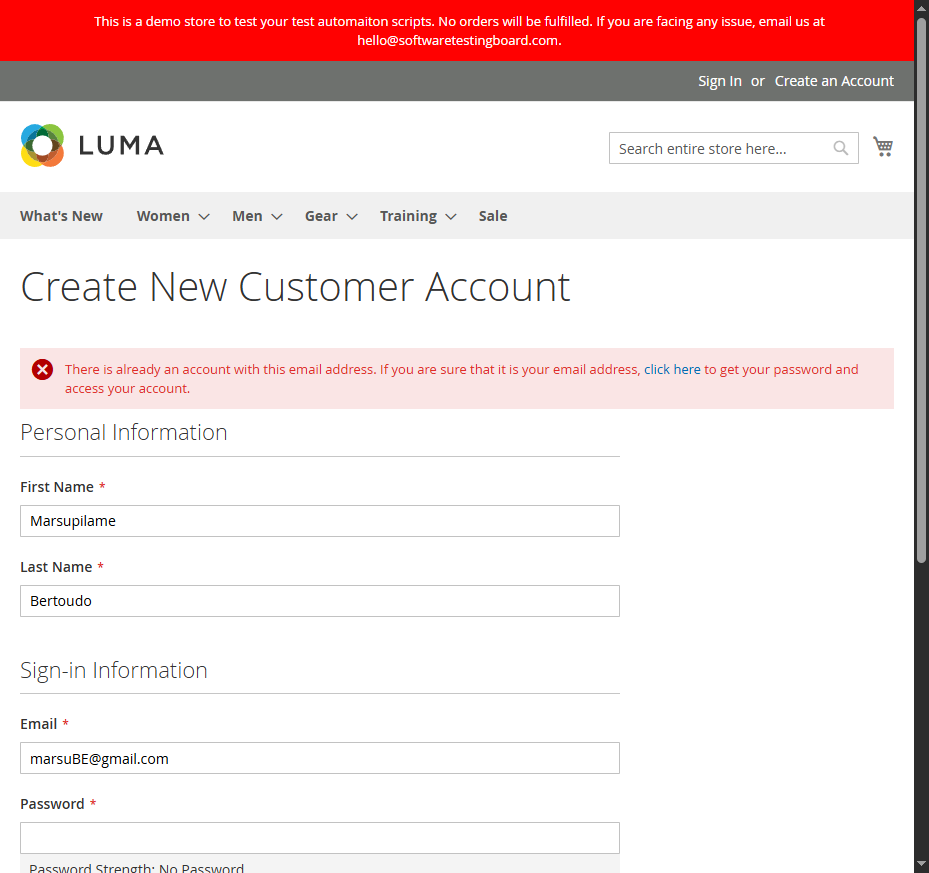 This is a demo store to test your test automaiton scripts. No orders will be fulfilled. If you are facing any issue, email us at
hello@softwaretestingboard.com.
Sign In or Create an Account
LUMA
Search entire store here...
What's New Women Men Gear Training Sale
Create New Customer Account
There is already an account with this email address. If you are sure that it is your email address, click here to get your password and
access your account.
Personal Information
First Name *
Marsupilame
Last Name *
Bertoudo
Sign-in Information
Email *
marsuBE@gmail.com
Password *
Password Strength: No Password